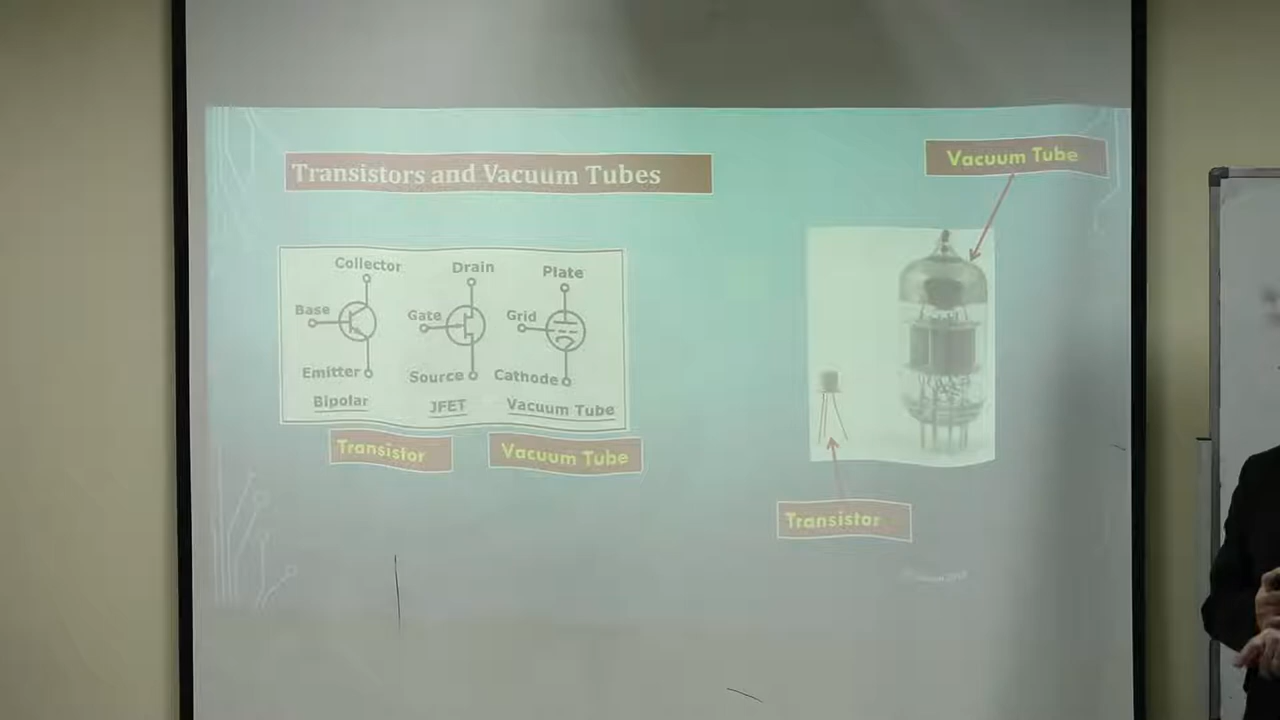 Transistors and Vacuum Tubes
Vacuum Tube
Collector
Drain
Plate
Base
Gate
Grid
Emitter
Source
Cathode
Bipolar
JFET
Vacuum Tube
Transistor
Vacuum Tube
Transistor